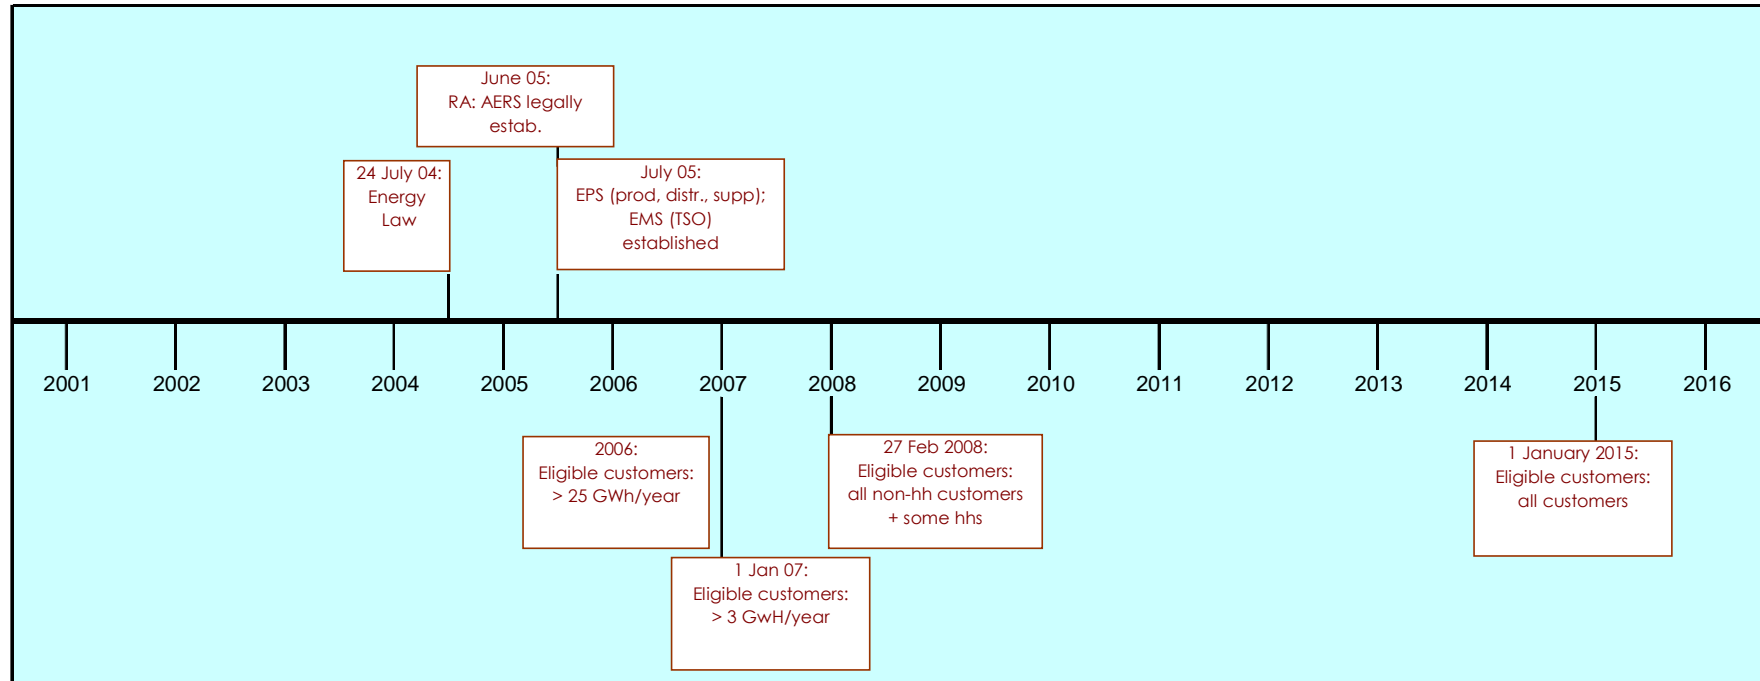 June 05:
RA: AERS legally
estab.
24 July 04:
Energy
Law
July 05:
EPS (prod, distr., supp);
EMS (TSO)
established
2001 2002 2003 2004 2005 2006 2007 2008 2009 2010 2011 2012 2013 2014 2015 2016
2006:
Eligible customers:
> 25 GWh/year
27 Feb 2008:
Eligible customers:
all non-hh customers
+ some hhs
1 January 2015:
Eligible customers:
all customers
1 Jan 07:
Eligible customers:
> 3 GwH/year